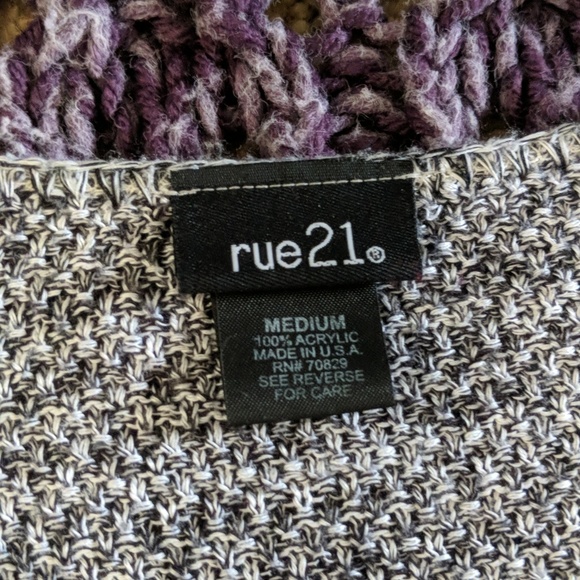 rue21®
MEDIUM
100% ACRYLIC
MADE IN U.S.A.
RN# 70829
SEE REVERSE
FOR CARE